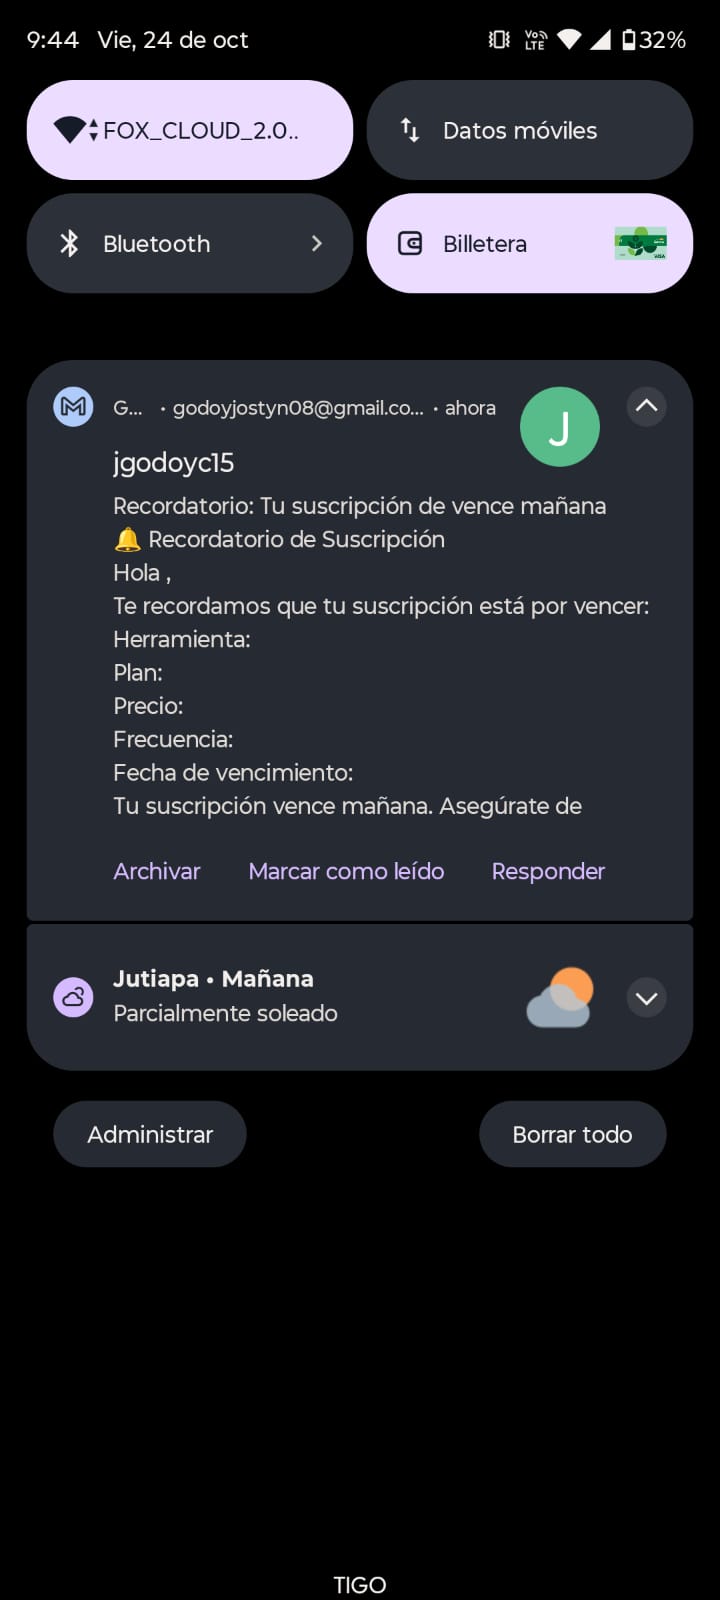 9:44 Vie, 24 de oct Vo LTE 32%
FOX_CLOUD_2.0.. Datos móviles
Bluetooth Billetera VISA
G... • godoyjostyn08@gmail.co... • ahora
J
jgodoyc15
Recordatorio: Tu suscripción de vence mañana
🔔 Recordatorio de Suscripción
Hola ,
Te recordamos que tu suscripción está por vencer:
Herramienta:
Plan:
Precio:
Frecuencia:
Fecha de vencimiento:
Tu suscripción vence mañana. Asegúrate de
Archivar Marcar como leído Responder
Jutiapa • Mañana
Parcialmente soleado
Administrar Borrar todo
TIGO